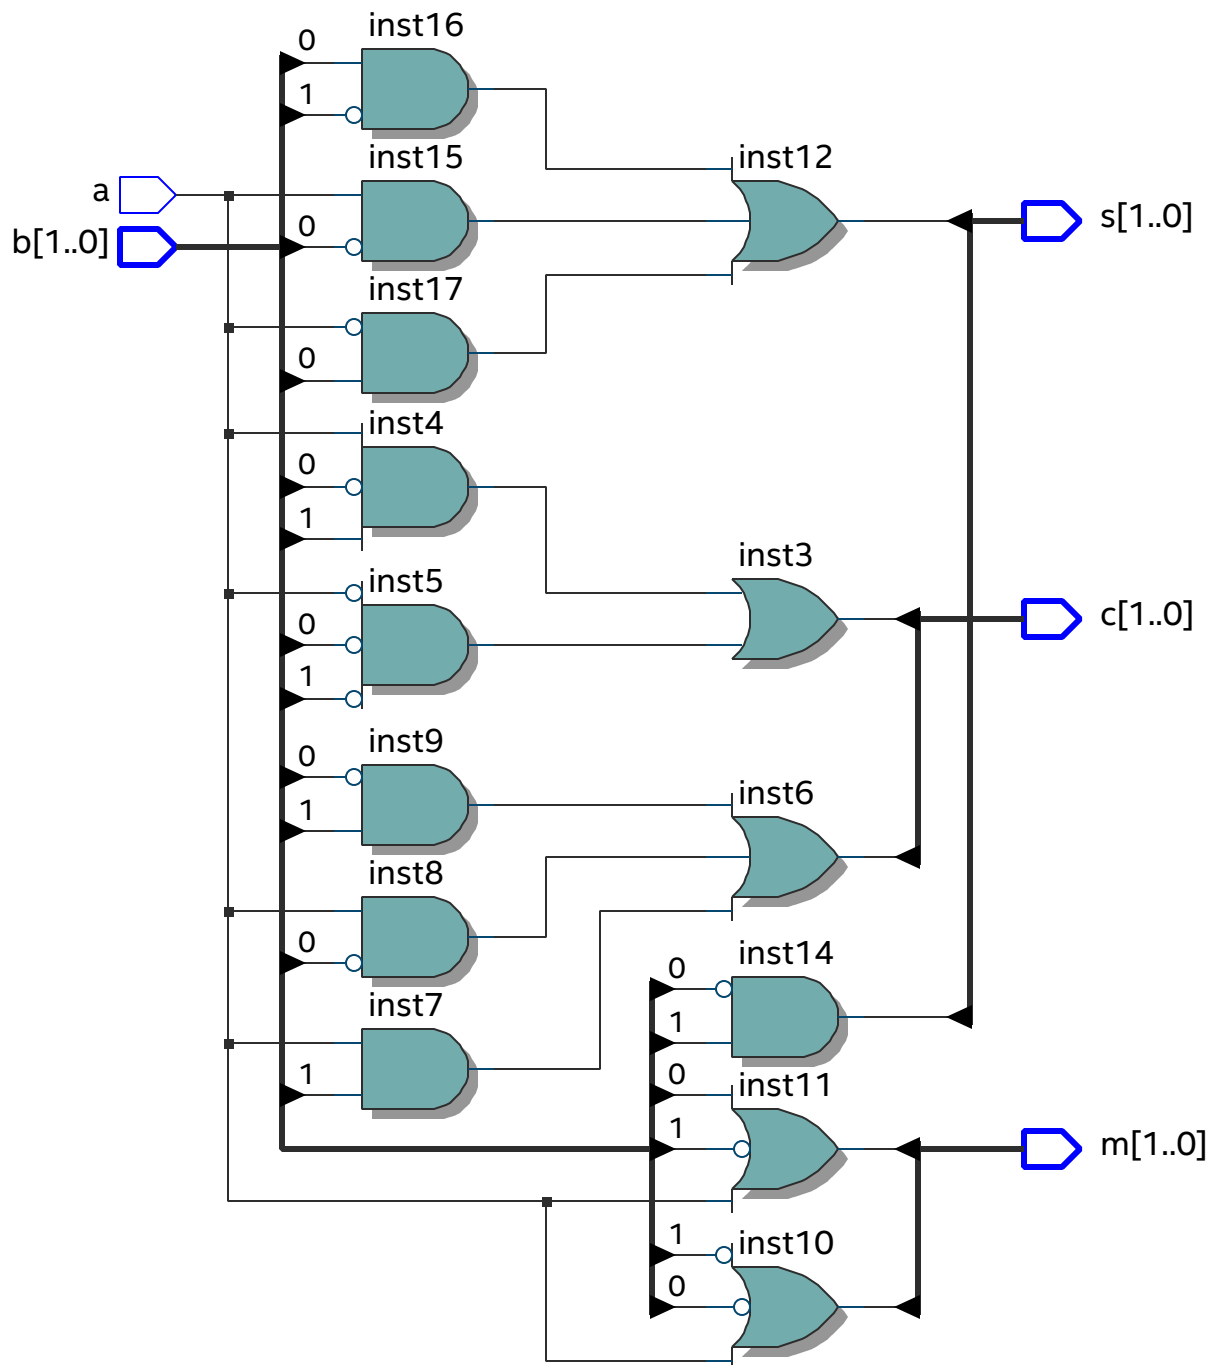 inst16
0
1
inst15
inst12
a
s[1..0]
0
b[1..0]
inst17
0
inst4
0
1
inst3
inst5
c[1..0]
0
1
inst9
0
inst6
1
inst8
0
inst14
0
inst7
1
0
inst11
1
1
m[1..0]
1
inst10
0